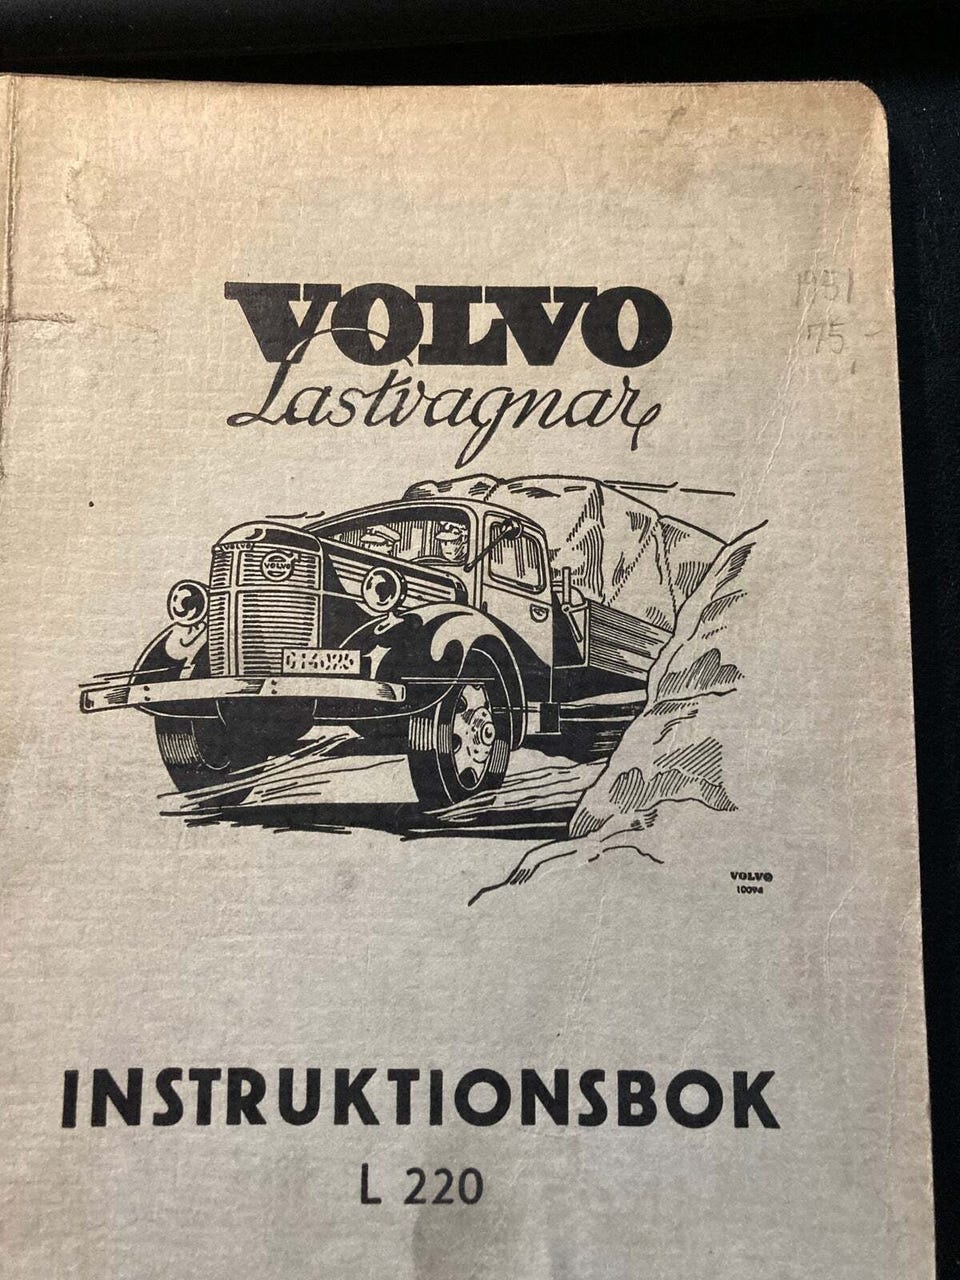 VOLVO
Lastvagnar
1951
75
VOLVO
VOLVO
VOLVO
10094
INSTRUKTIONSBOK
L 220